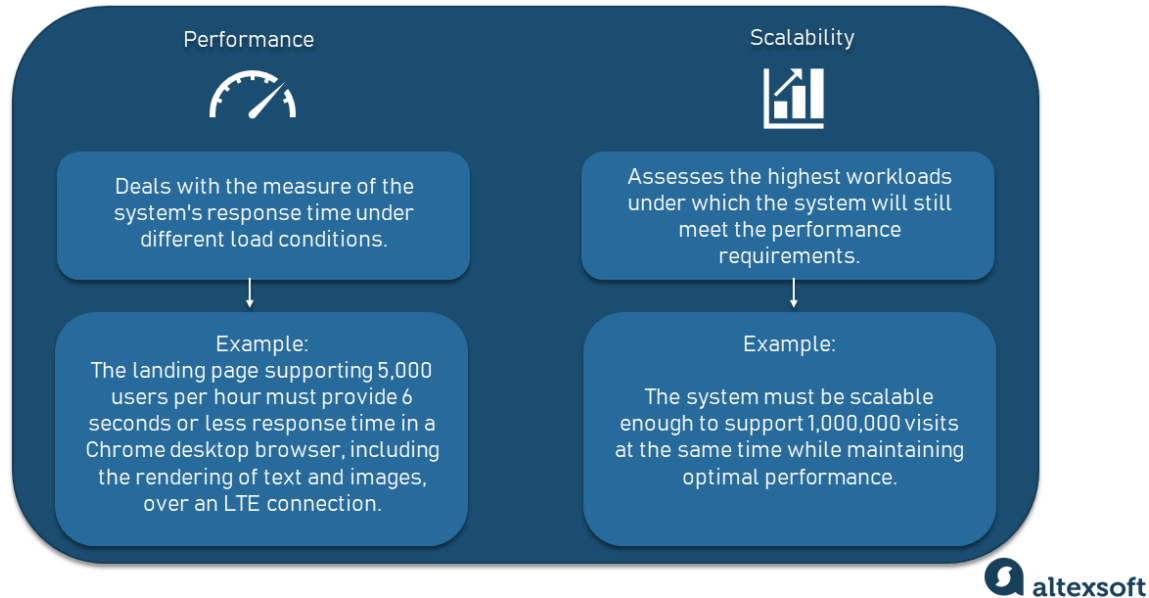 Performance
Deals with the measure of the
system's response time under
different load conditions.
Example:
The landing page supporting 5,000
users per hour must provide 6
seconds or less response time in a
Chrome desktop browser, including
the rendering of text and images,
over an LTE connection.
Scalability
Assesses the highest workloads
under which the system will still
meet the performance
requirements.
Example:
The system must be scalable
enough to support 1,000,000 visits
at the same time while maintaining
optimal performance.
altexsoft